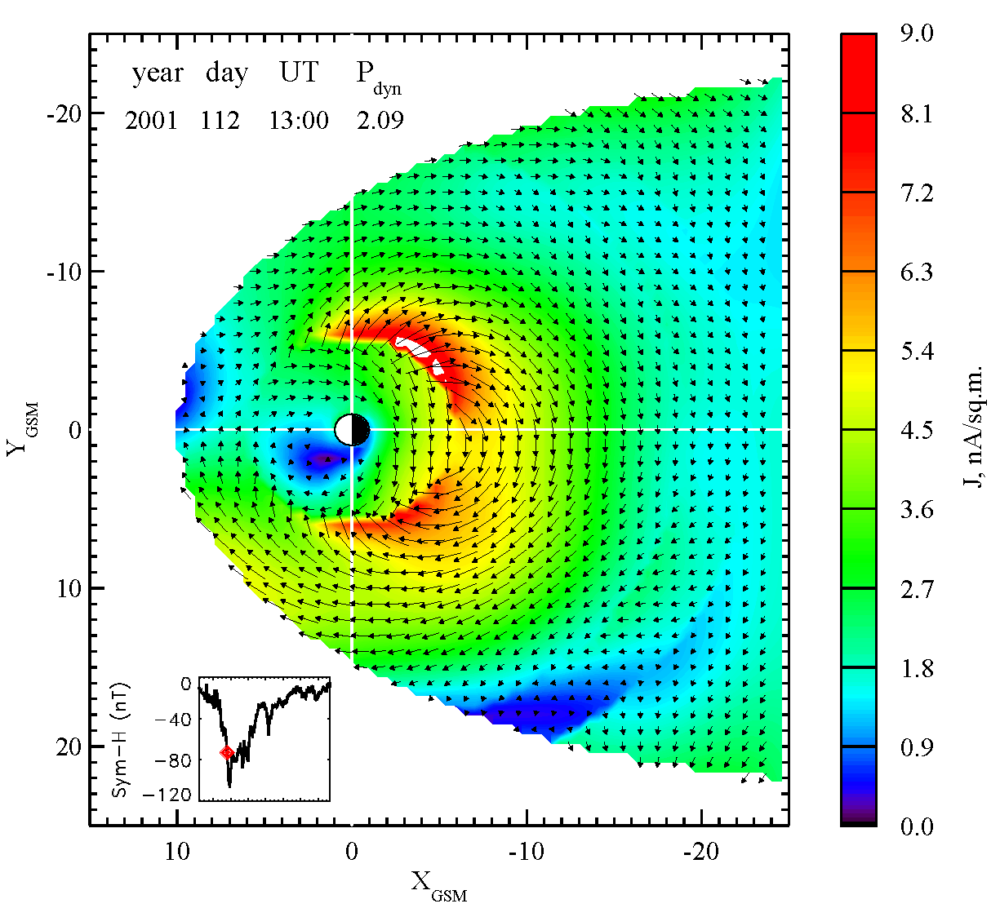 year day UT Pdyn
2001 112 13:00 2.09
-20
-10
0
10
20
YGSM
10 0 -10 -20
XGSM
0
−40
−80
−120
Sym−H (nT)
9.0
8.1
7.2
6.3
5.4
4.5
3.6
2.7
1.8
0.9
0.0
J, nA/sq.m.